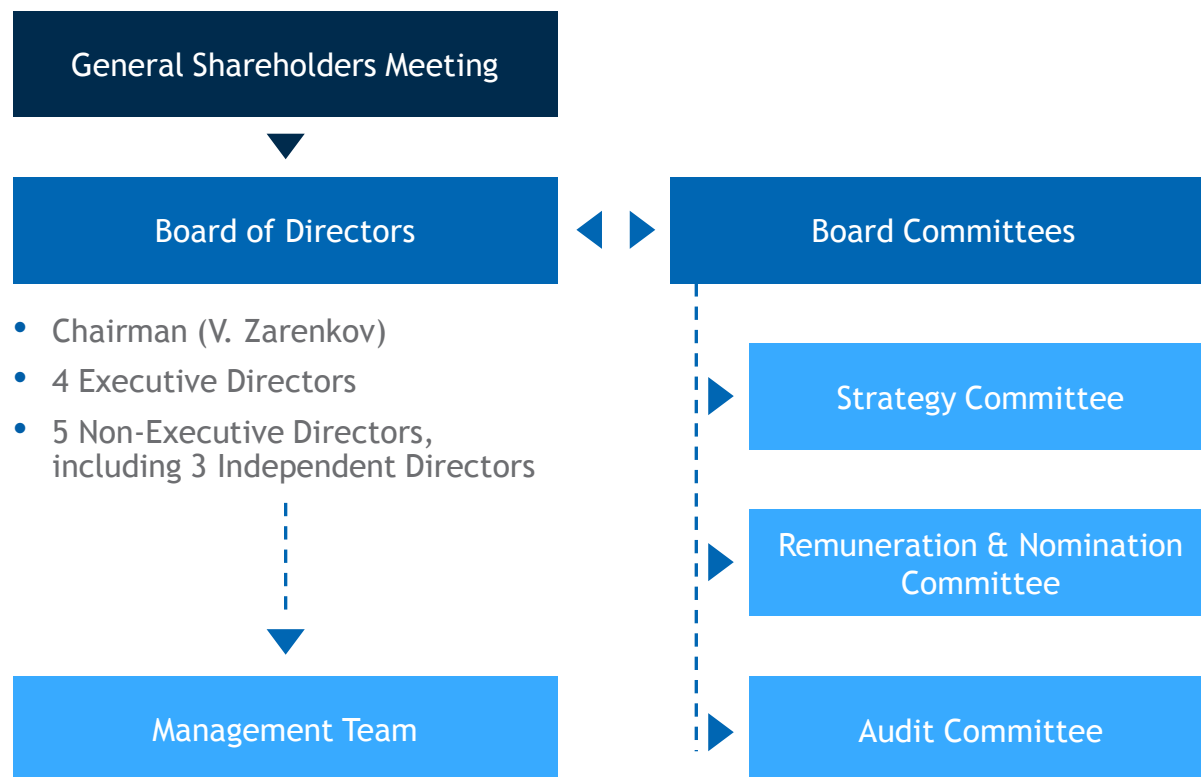 General Shareholders Meeting
Board of Directors
Board Committees
• Chairman (V. Zarenkov)
• 4 Executive Directors
• 5 Non-Executive Directors,
including 3 Independent Directors
Strategy Committee
Remuneration & Nomination
Committee
Management Team
Audit Committee